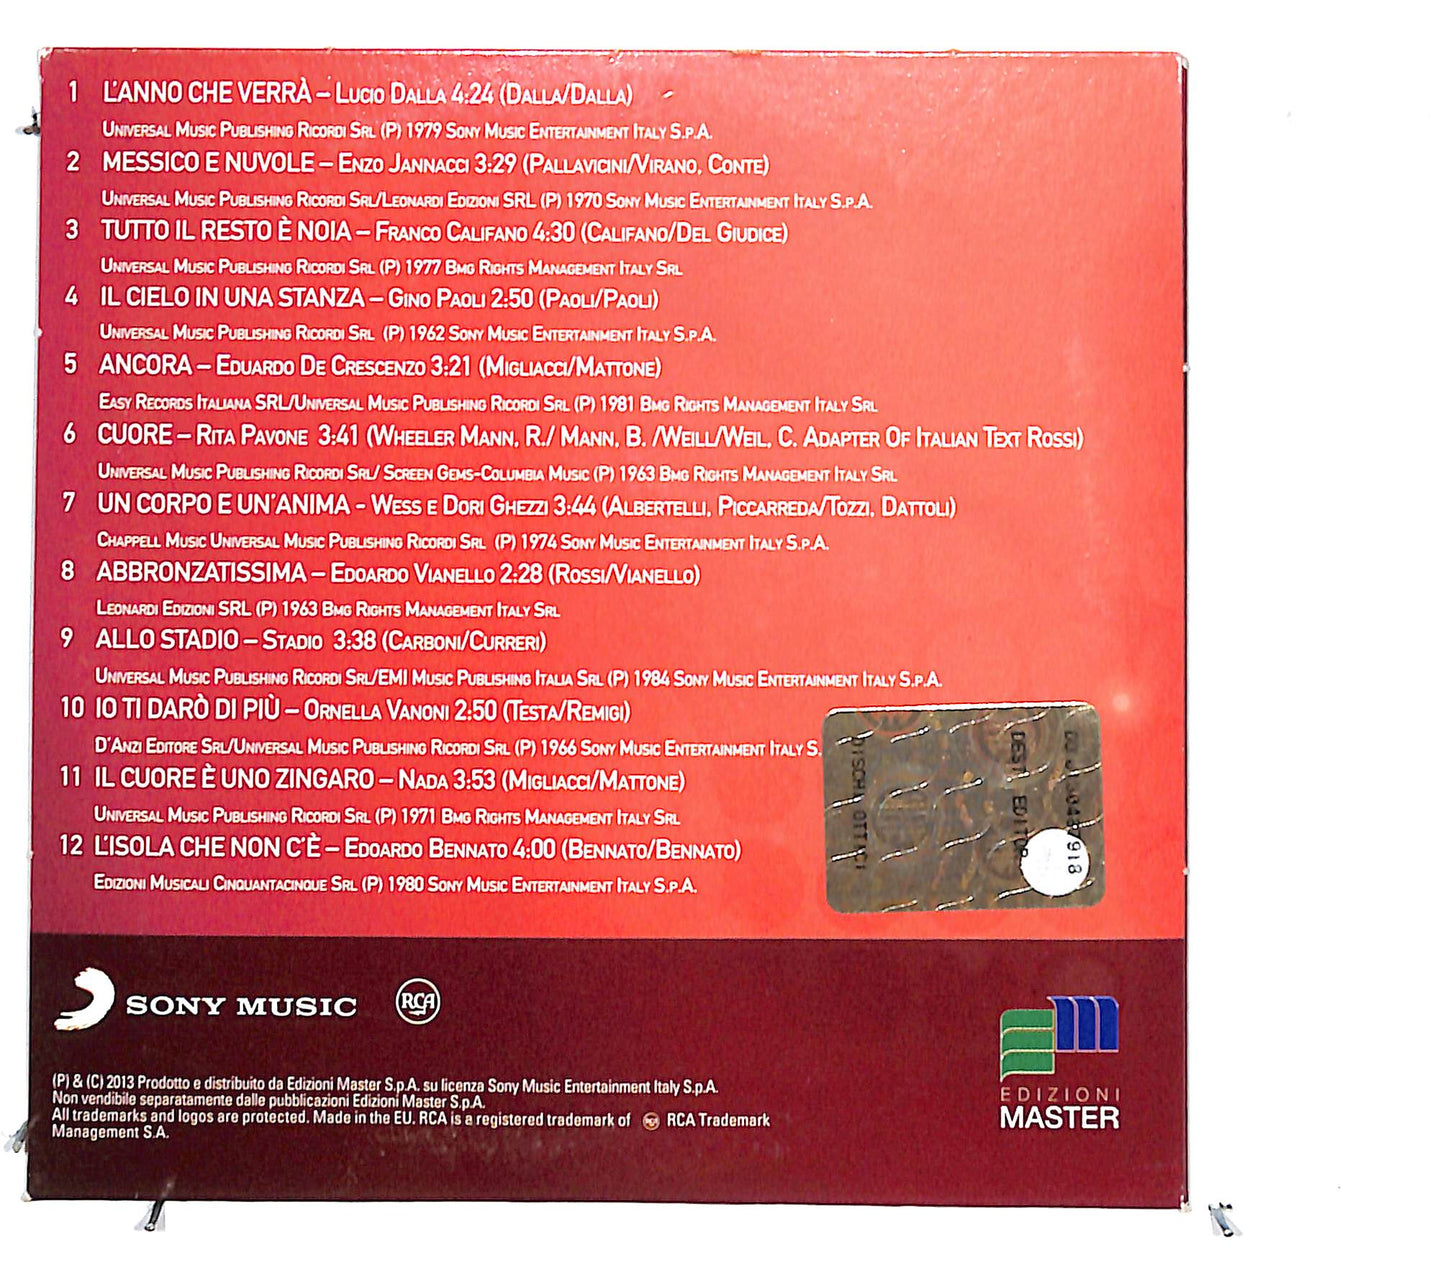 1 L'ANNO CHE VERRÀ – LUCIO DALLA 4:24 (DALLA/DALLA)
UNIVERSAL MUSIC PUBLISHING RICORDI SRL (P) 1979 SONY MUSIC ENTERTAINMENT ITALY S.P.A.
2 MESSICO E NUVOLE – ENZO JANNACCI 3:29 (PALLAVICINI/VIRANO, CONTE)
UNIVERSAL MUSIC PUBLISHING RICORDI SRL/LEONARDI EDIZIONI SRL (P) 1970 SONY MUSIC ENTERTAINMENT ITALY S.P.A.
3 TUTTO IL RESTO È NOIA – FRANCO CALIFANO 4:30 (CALIFANO/DEL GIUDICE)
UNIVERSAL MUSIC PUBLISHING RICORDI SRL (P) 1977 BMG RIGHTS MANAGEMENT ITALY SRL
4 IL CIELO IN UNA STANZA – GINO PAOLI 2:50 (PAOLI/PAOLI)
UNIVERSAL MUSIC PUBLISHING RICORDI SRL (P) 1962 SONY MUSIC ENTERTAINMENT ITALY S.P.A.
5 ANCORA – EDUARDO DE CRESCENZO 3:21 (MIGLIACCI/MATTONE)
EASY RECORDS ITALIANA SRL/UNIVERSAL MUSIC PUBLISHING RICORDI SRL (P) 1981 BMG RIGHTS MANAGEMENT ITALY SRL
6 CUORE – RITA PAVONE 3:41 (WHEELER MANN, R./ MANN, B. /WEILL/WEIL, C. ADAPTER OF ITALIAN TEXT ROSSI)
UNIVERSAL MUSIC PUBLISHING RICORDI SRL/ SCREEN GEMS-COLUMBIA MUSIC (P) 1963 BMG RIGHTS MANAGEMENT ITALY SRL
7 UN CORPO E UN'ANIMA - WESS E DORI GHEZZI 3:44 (ALBERTELLI, PICCARREDA/TOZZI, DATTOLI)
CHAPPELL MUSIC UNIVERSAL MUSIC PUBLISHING RICORDI SRL (P) 1974 SONY MUSIC ENTERTAINMENT ITALY S.P.A.
8 ABBRONZATISSIMA – EDOARDO VIANELLO 2:28 (ROSSI/VIANELLO)
LEONARDI EDIZIONI SRL (P) 1963 BMG RIGHTS MANAGEMENT ITALY SRL
9 ALLO STADIO – STADIO 3:38 (CARBONI/CURRERI)
UNIVERSAL MUSIC PUBLISHING RICORDI SRL/EMI MUSIC PUBLISHING ITALIA SRL (P) 1984 SONY MUSIC ENTERTAINMENT ITALY S.P.A.
10 IO TI DARÒ DI PIÙ – ORNELLA VANONI 2:50 (TESTA/REMIGI)
D'ANZI EDITORE SRL/UNIVERSAL MUSIC PUBLISHING RICORDI SRL (P) 1966 SONY MUSIC ENTERTAINMENT ITALY S.
11 IL CUORE È UNO ZINGARO – NADA 3:53 (MIGLIACCI/MATTONE)
UNIVERSAL MUSIC PUBLISHING RICORDI SRL (P) 1971 BMG RIGHTS MANAGEMENT ITALY SRL
12 L'ISOLA CHE NON C'È – EDOARDO BENNATO 4:00 (BENNATO/BENNATO)
EDIZIONI MUSICALI CINQUANTACINQUE SRL (P) 1980 SONY MUSIC ENTERTAINMENT ITALY S.P.A.
DEST. EDITOR
SONY MUSIC
RCA
EDIZIONI
MASTER
(P) & (C) 2013 Prodotto e distribuito da Edizioni Master S.p.A. su licenza Sony Music Entertainment Italy S.p.A.
Non vendibile separatamente dalle pubblicazioni Edizioni Master S.p.A.
All trademarks and logos are protected. Made in the EU. RCA is a registered trademark of RCA Trademark
Management S.A.